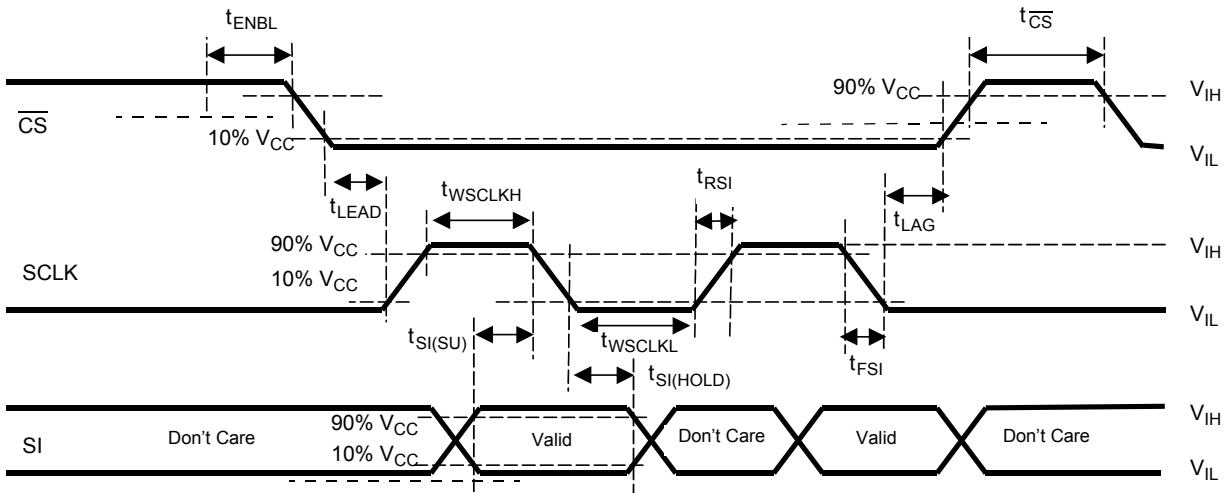 tENBL
tCS
90% VCC
VIH
CS
10% VCC
VIL
tLEAD
tWSCLKH
tRSI
tLAG
90% VCC
VIH
SCLK
10% VCC
VIL
tSI(SU)
tWSCLKL
tFSI
tSI(HOLD)
90% VCC
VIH
SI
Don't Care
Valid
Don't Care
Valid
Don't Care
10% VCC
VIL